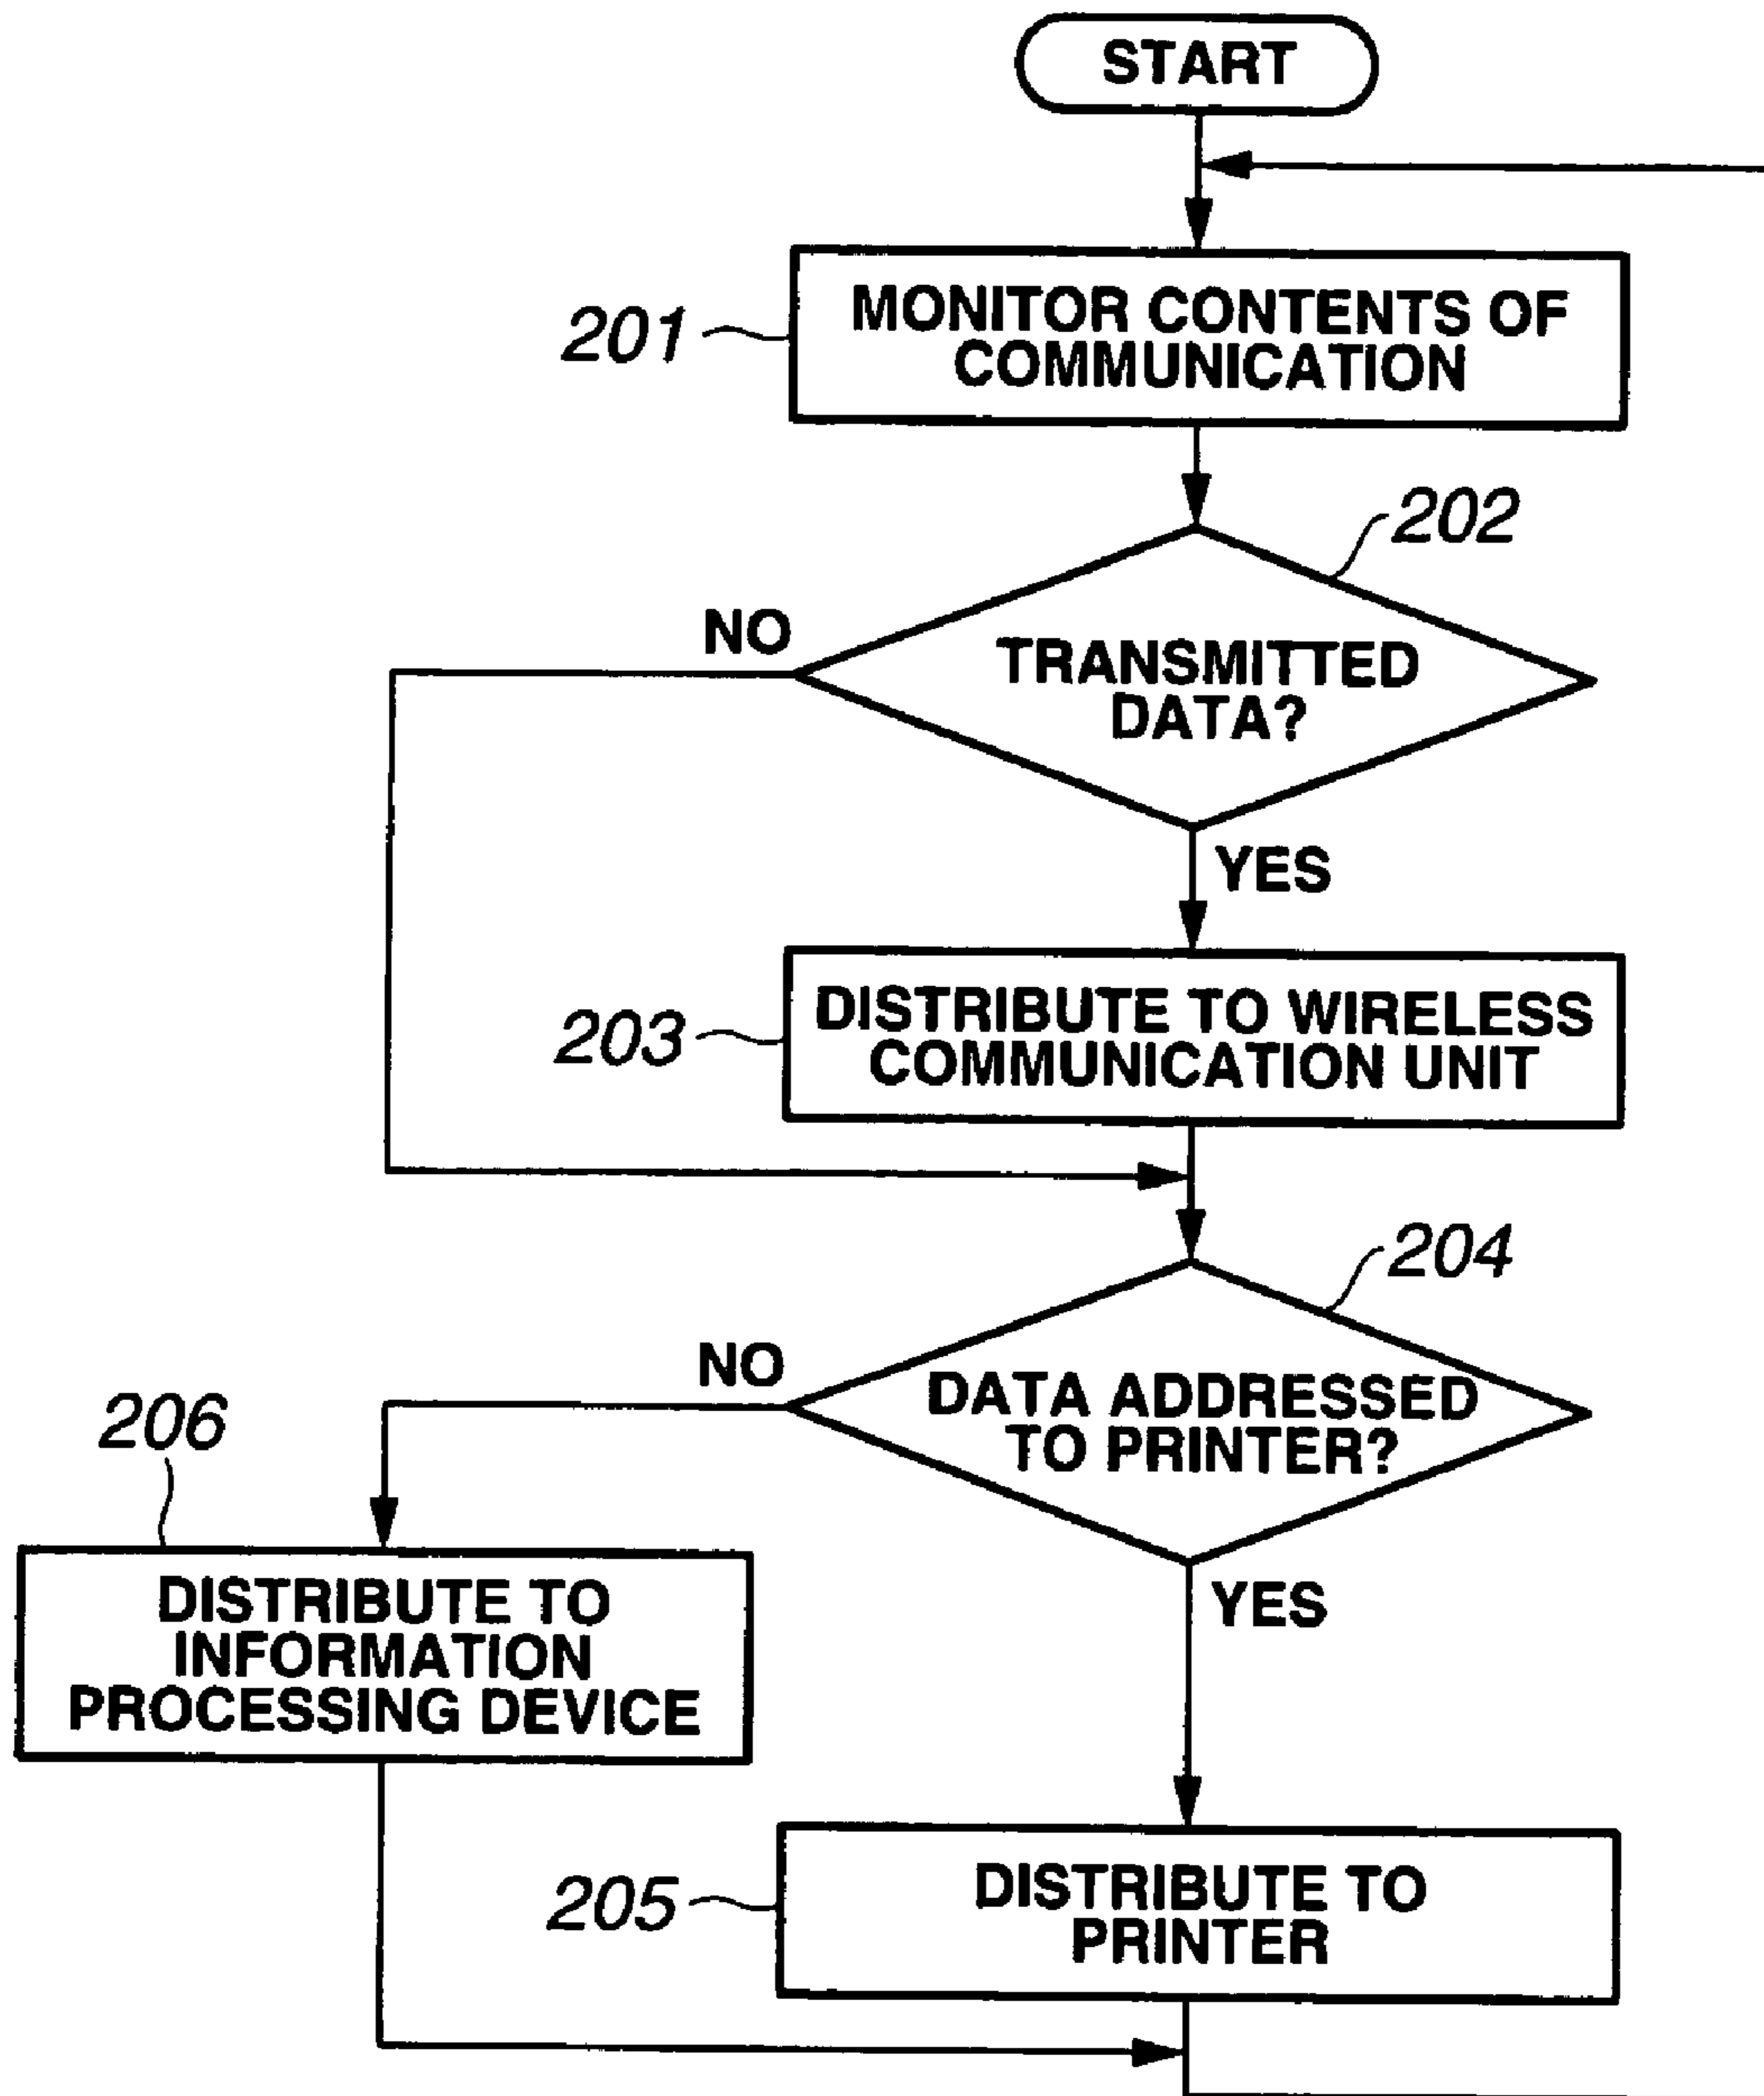 START
201
MONITOR CONTENTS OF
COMMUNICATION
202
NO
TRANSMITTED
DATA?
YES
203
DISTRIBUTE TO WIRELESS
COMMUNICATION UNIT
204
NO
DATA ADDRESSED
TO PRINTER?
206
YES
DISTRIBUTE TO
INFORMATION
PROCESSING DEVICE
205
DISTRIBUTE TO
PRINTER